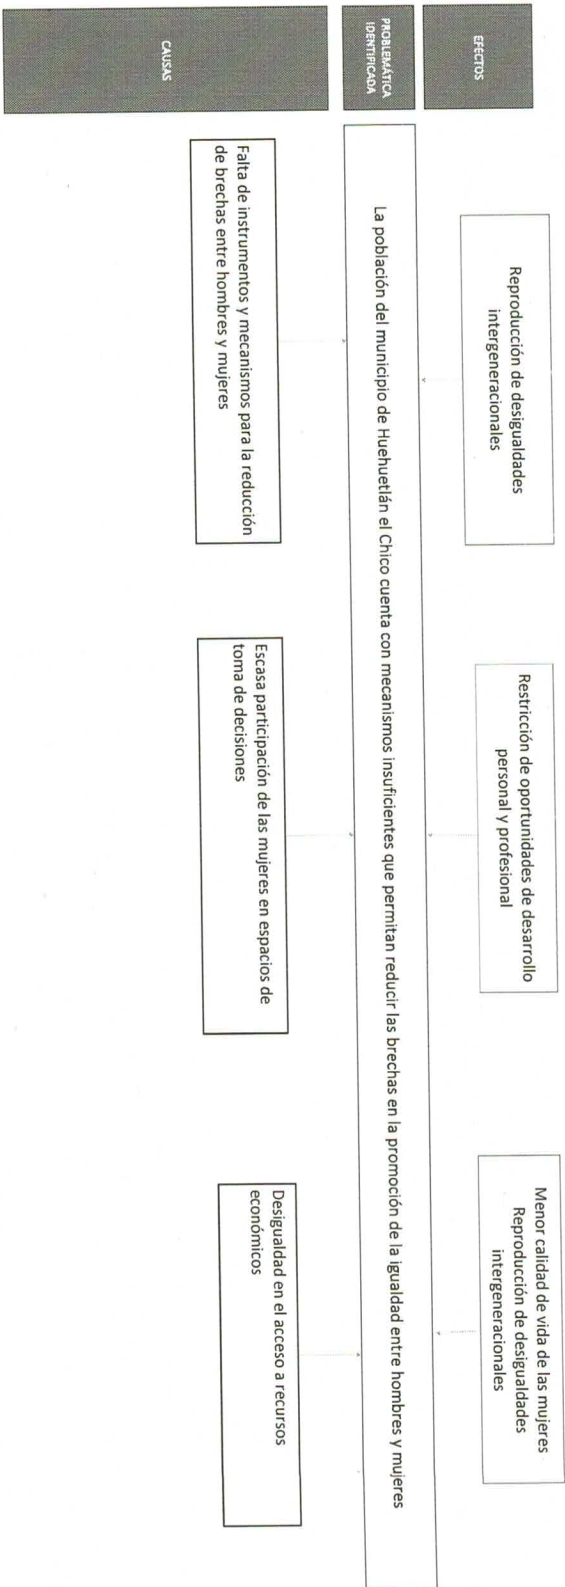 EFECTOS
Reproducción de desigualdades
intergeneracionales
Restricción de oportunidades de desarrollo
personal y profesional
Menor calidad de vida de las mujeres
Reproducción de desigualdades
intergeneracionales
PROBLEMÁTICA
IDENTIFICADA
La población del municipio de Huehuetlán el Chico cuenta con mecanismos insuficientes que permitan reducir las brechas en la promoción de la igualdad entre hombres y mujeres
CAUSAS
Falta de instrumentos y mecanismos para la reducción
de brechas entre hombres y mujeres
Escasa participación de las mujeres en espacios de
toma de decisiones
Desigualdad en el acceso a recursos
económicos